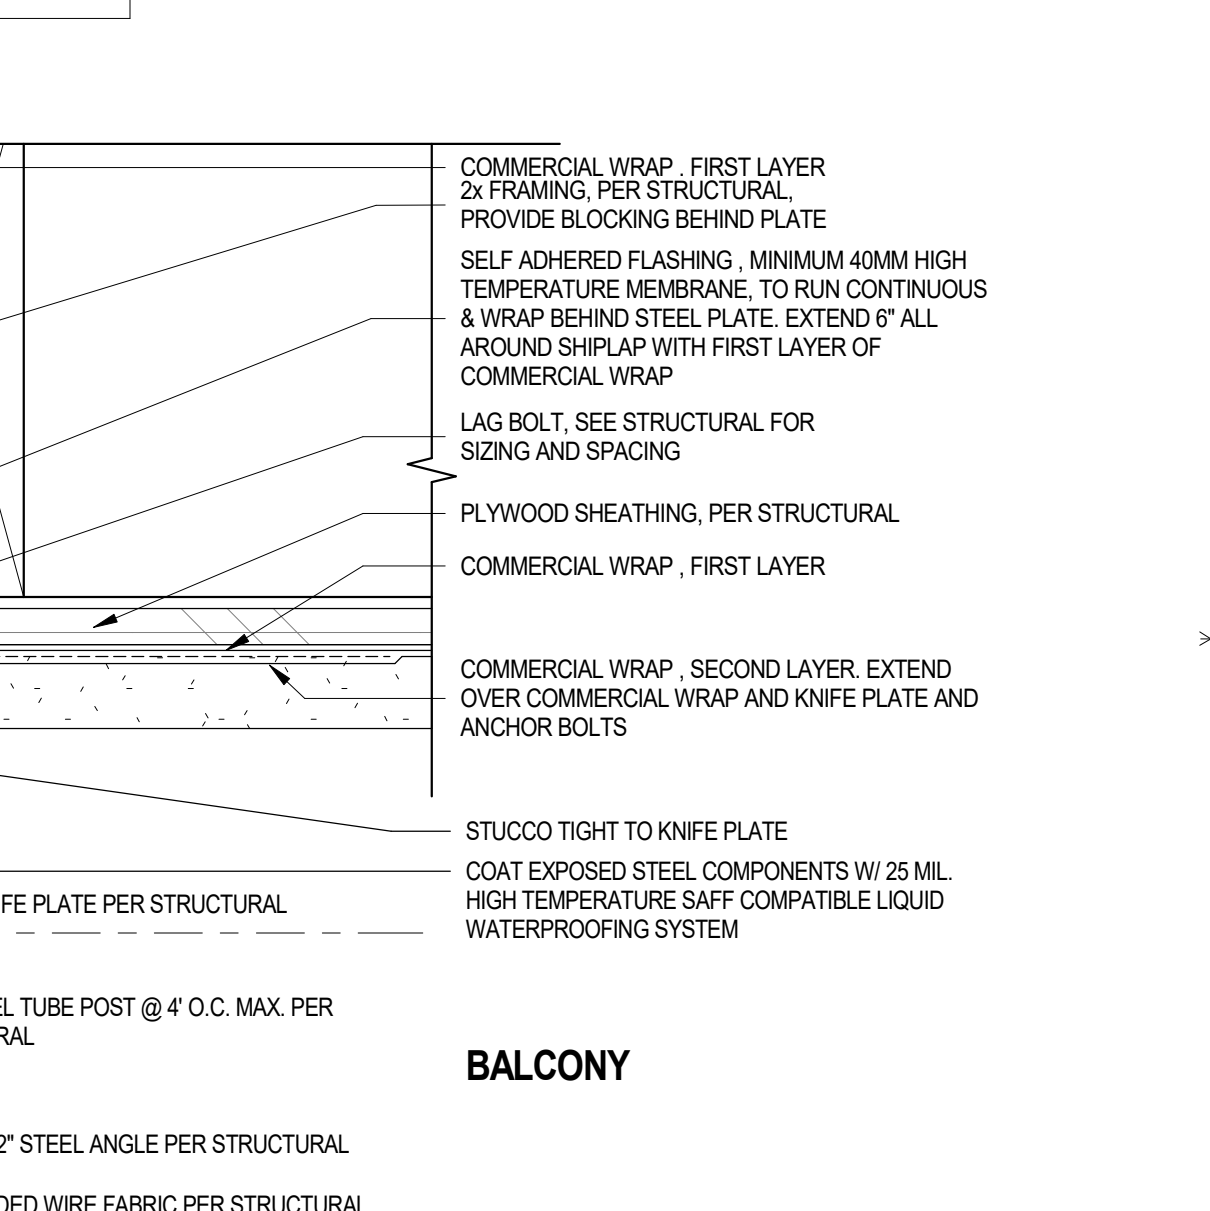 COMMERCIAL WRAP . FIRST LAYER
2x FRAMING, PER STRUCTURAL,
PROVIDE BLOCKING BEHIND PLATE
SELF ADHERED FLASHING , MINIMUM 40MM HIGH
TEMPERATURE MEMBRANE, TO RUN CONTINUOUS
& WRAP BEHIND STEEL PLATE. EXTEND 6" ALL
AROUND SHIPLAP WITH FIRST LAYER OF
COMMERCIAL WRAP
LAG BOLT, SEE STRUCTURAL FOR
SIZING AND SPACING
PLYWOOD SHEATHING, PER STRUCTURAL
COMMERCIAL WRAP , FIRST LAYER
COMMERCIAL WRAP , SECOND LAYER. EXTEND
OVER COMMERCIAL WRAP AND KNIFE PLATE AND
ANCHOR BOLTS
STUCCO TIGHT TO KNIFE PLATE
COAT EXPOSED STEEL COMPONENTS W/ 25 MIL.
HIGH TEMPERATURE SAFF COMPATIBLE LIQUID
WATERPROOFING SYSTEM
FE PLATE PER STRUCTURAL
EL TUBE POST @ 4' O.C. MAX. PER
RAL
BALCONY
2" STEEL ANGLE PER STRUCTURAL
DED WIRE FABRIC PER STRUCTURAL